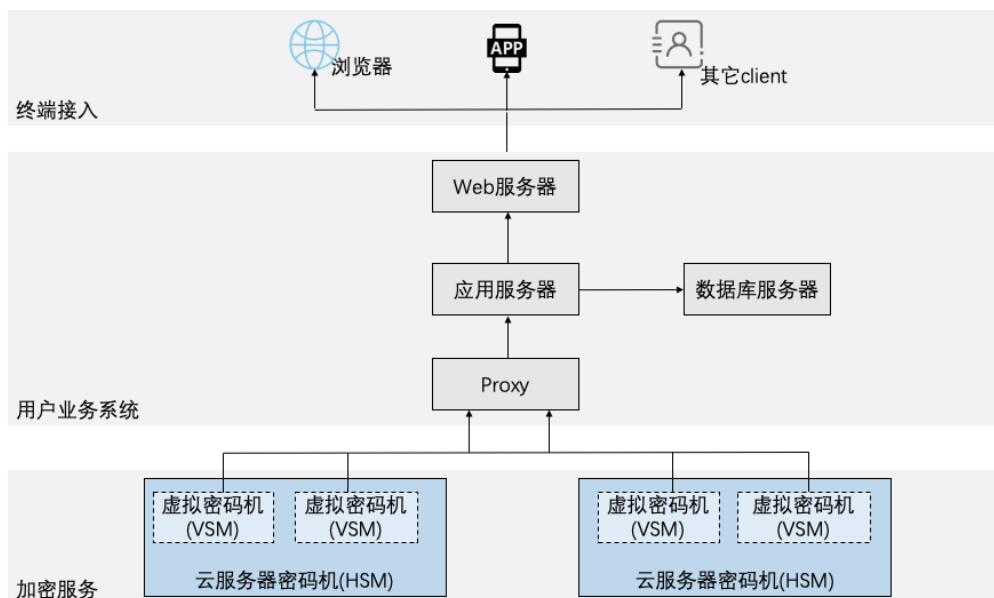 APP
浏览器
其它client
终端接入
Web服务器
应用服务器
数据库服务器
Proxy
用户业务系统
虚拟密码机
(VSM)
虚拟密码机
(VSM)
虚拟密码机
(VSM)
虚拟密码机
(VSM)
云服务器密码机(HSM)
云服务器密码机(HSM)
加密服务